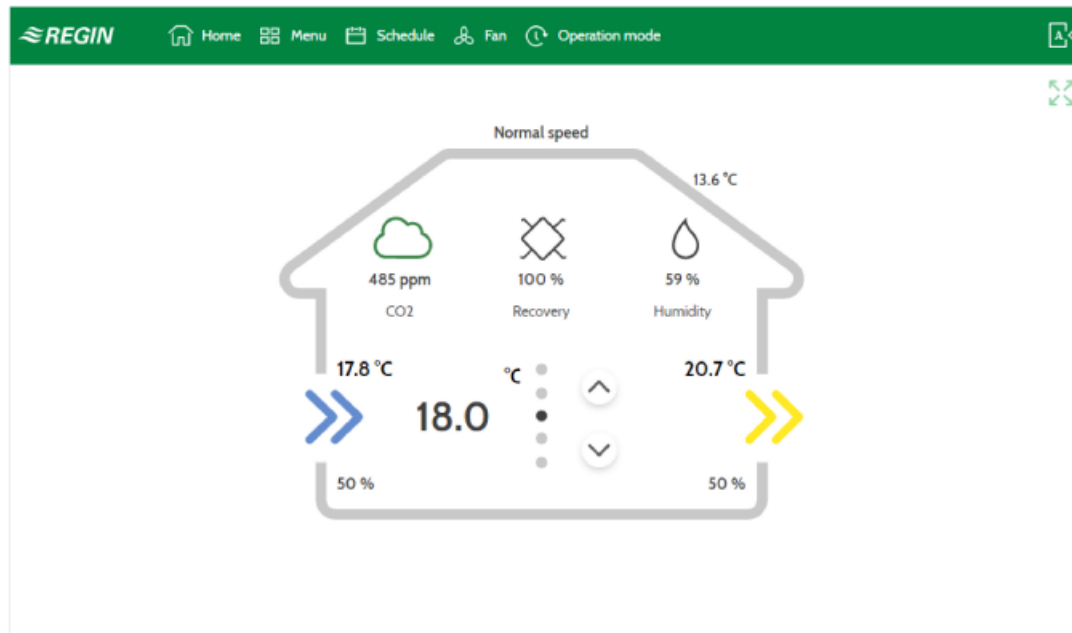 REGIN Home Menu Schedule Fan Operation mode
A
Normal speed
13.6 °C
485 ppm 100 % 59 %
CO2 Recovery Humidity
17.8 °C °C 20.7 °C
18.0
50 % 50 %